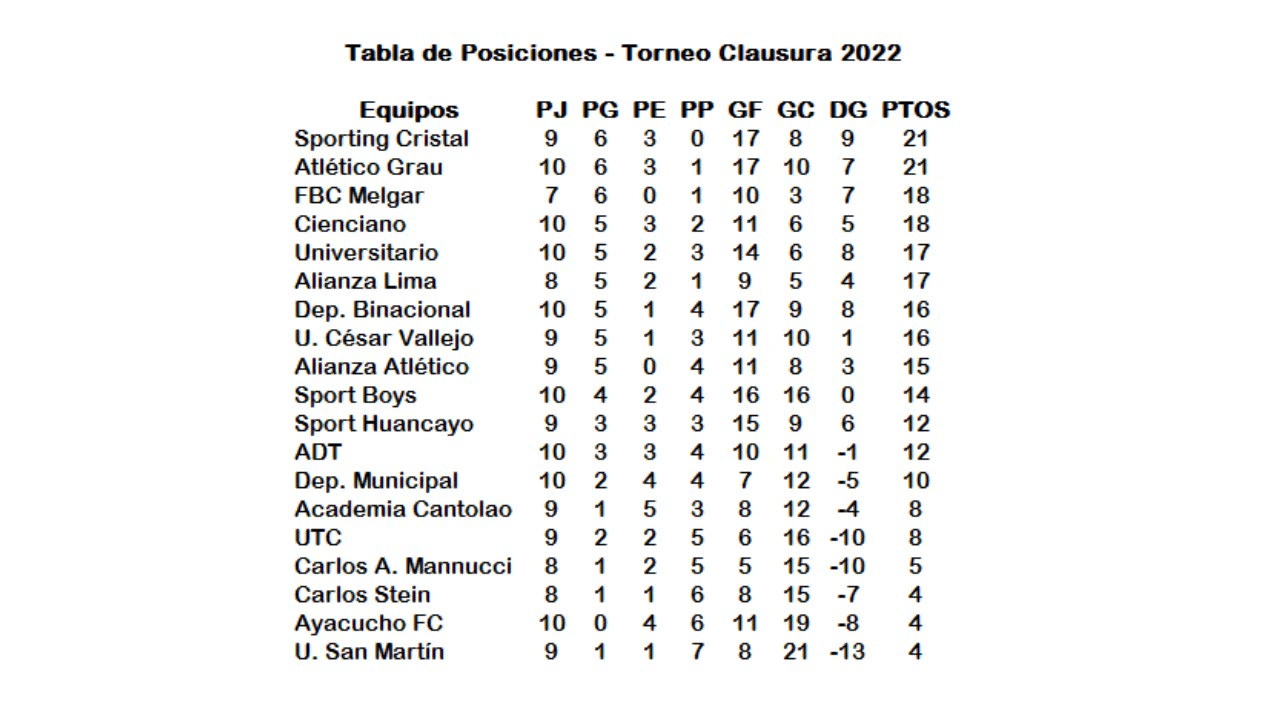 Tabla de Posiciones - Torneo Clausura 2022
Equipos PJ PG PE PP GF GC DG PTOS
Sporting Cristal 9 6 3 0 17 8 9 21
Atlético Grau 10 6 3 1 17 10 7 21
FBC Melgar 7 6 0 1 10 3 7 18
Cienciano 10 5 3 2 11 6 5 18
Universitario 10 5 2 3 14 6 8 17
Alianza Lima 8 5 2 1 9 5 4 17
Dep. Binacional 10 5 1 4 17 9 8 16
U. César Vallejo 9 5 1 3 11 10 1 16
Alianza Atlético 9 5 0 4 11 8 3 15
Sport Boys 10 4 2 4 16 16 0 14
Sport Huancayo 9 3 3 3 15 9 6 12
ADT 10 3 3 4 10 11 -1 12
Dep. Municipal 10 2 4 4 7 12 -5 10
Academia Cantolao 9 1 5 3 8 12 -4 8
UTC 9 2 2 5 6 16 -10 8
Carlos A. Mannucci 8 1 2 5 5 15 -10 5
Carlos Stein 8 1 1 6 8 15 -7 4
Ayacucho FC 10 0 4 6 11 19 -8 4
U. San Martín 9 1 1 7 8 21 -13 4